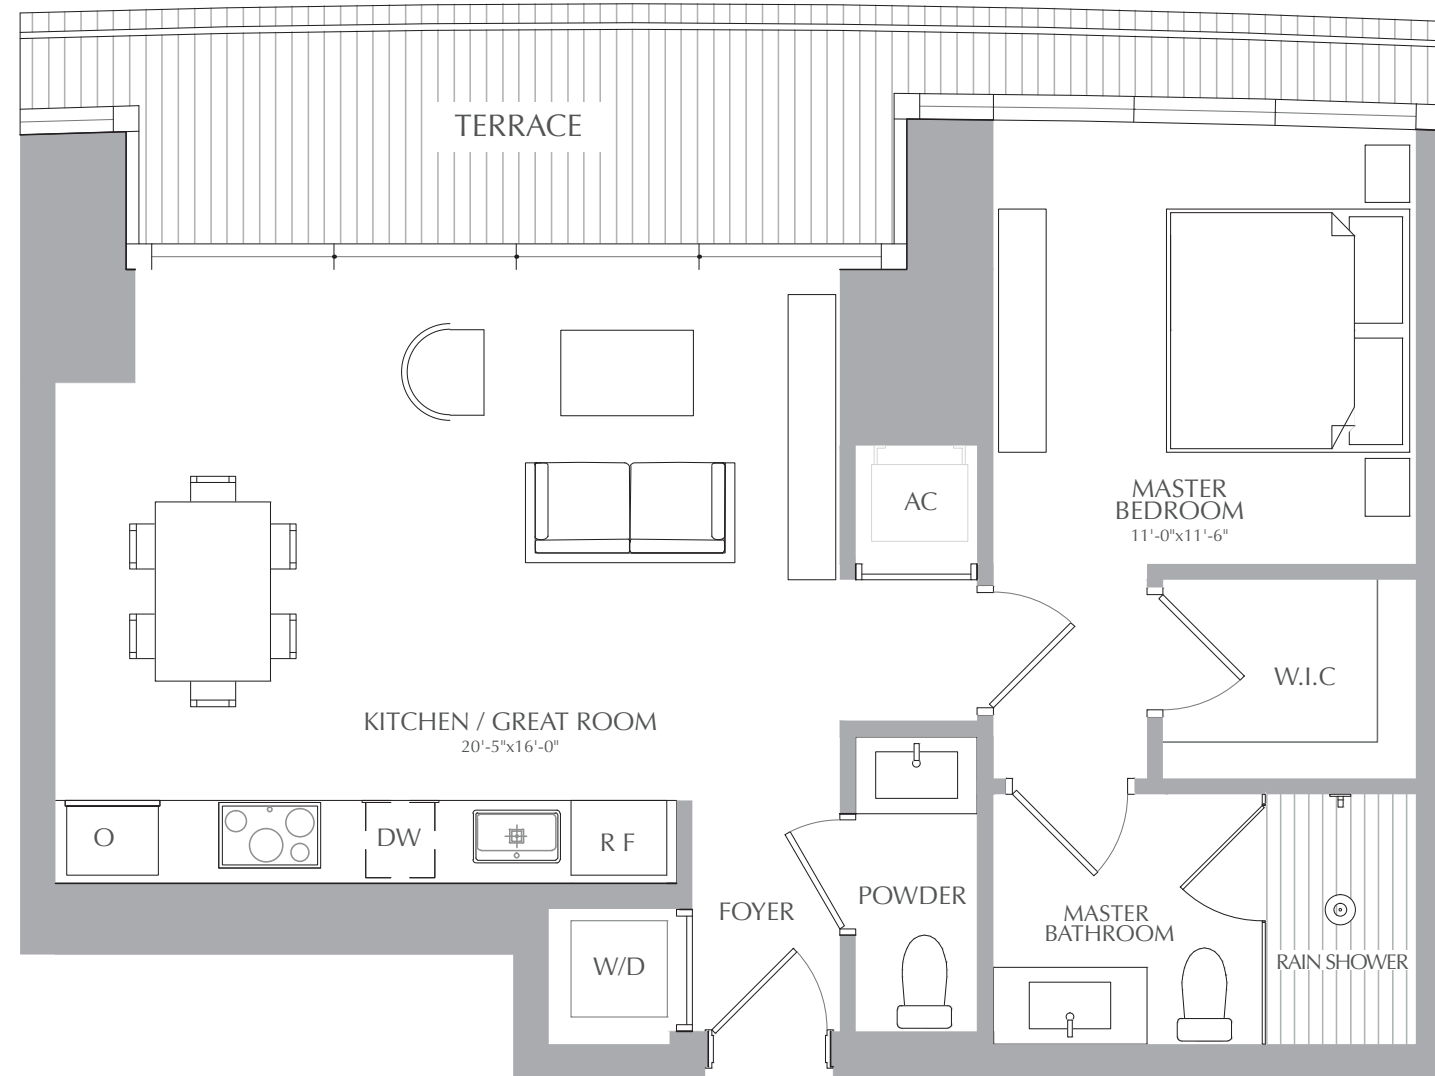 TERRACE
AC
MASTER
BEDROOM
11'-0"x11'-6"
W.I.C
KITCHEN / GREAT ROOM
20'-5"x16'-0"
O
DW
R F
FOYER
POWDER
MASTER
BATHROOM
W/D
RAIN SHOWER